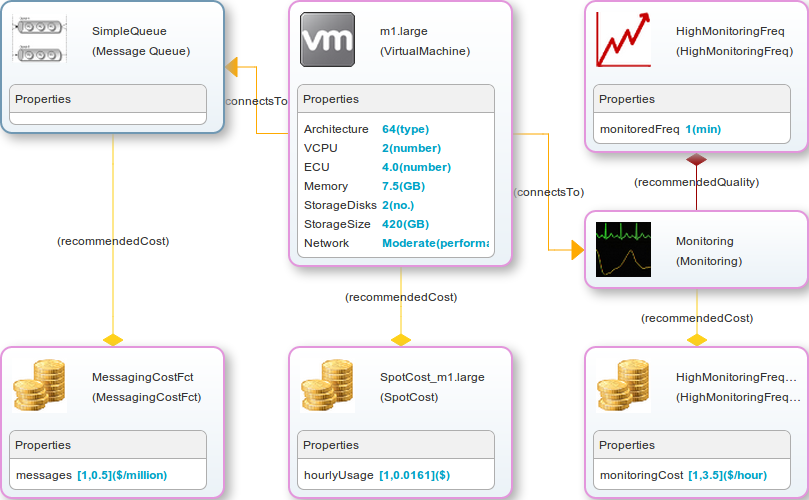 SimpleQueue
(Message Queue)
Properties
m1.large
(VirtualMachine)
vm
Properties
Architecture 64(type)
VCPU 2(number)
ECU 4.0(number)
Memory 7.5(GB)
StorageDisks 2(no.)
StorageSize 420(GB)
Network Moderate(performa
HighMonitoringFreq
(HighMonitoringFreq)
Properties
monitoredFreq 1(min)
connectsTo
(connectsTo)
(recommendedQuality)
Monitoring
(Monitoring)
(recommendedCost)
(recommendedCost)
(recommendedCost)
MessagingCostFct
(MessagingCostFct)
Properties
messages [1,0.5]($/million)
SpotCost_m1.large
(SpotCost)
Properties
hourlyUsage [1,0.0161]($)
HighMonitoringFreq...
(HighMonitoringFreq...
Properties
monitoringCost [1,3.5]($/hour)